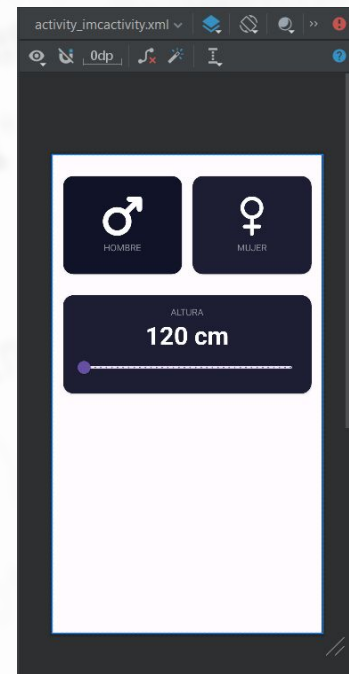 activity_imcactivity.xml
0dp
HOMBRE
MUJER
ALTURA
120 cm